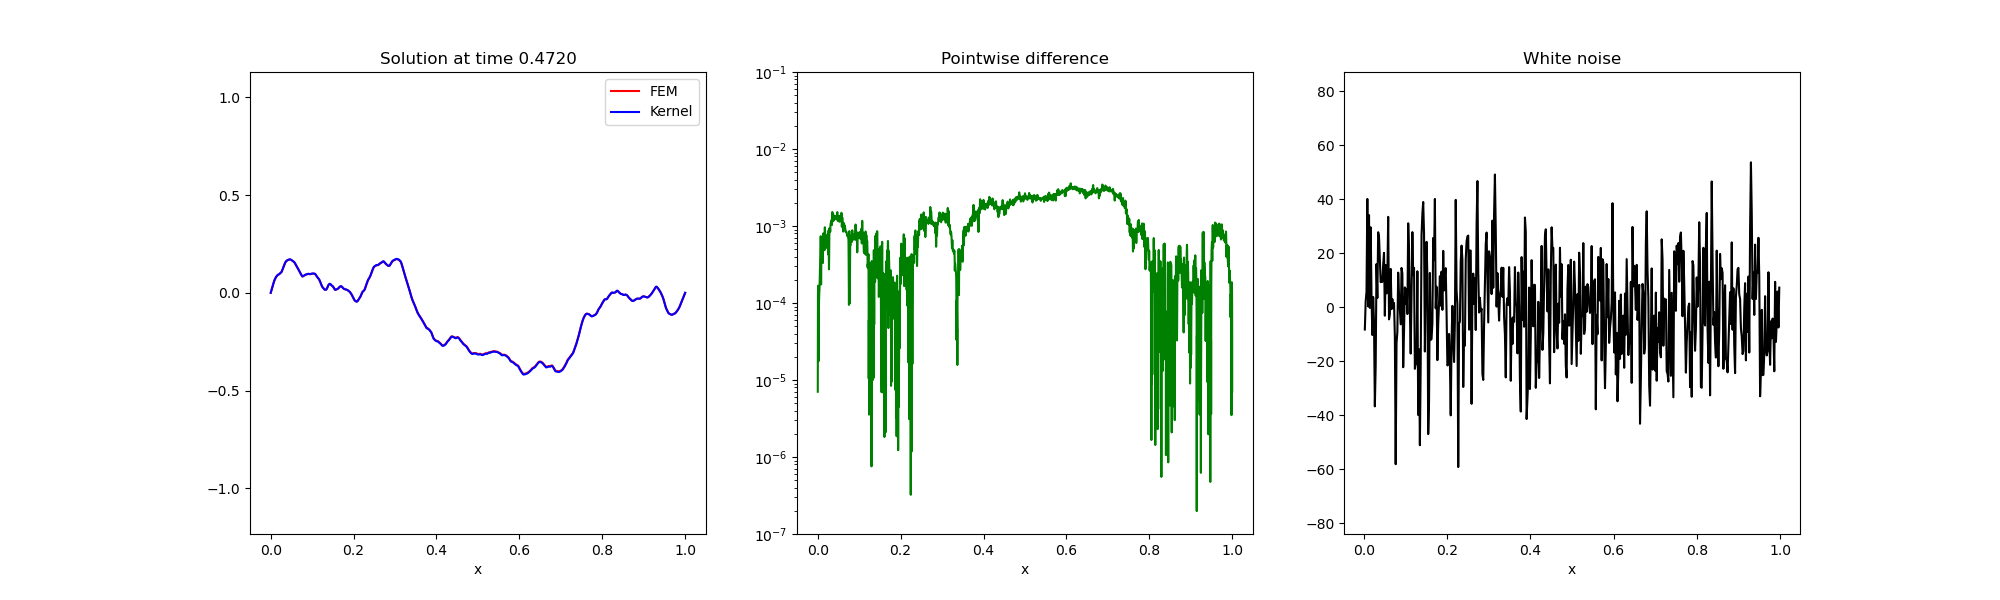 Solution at time 0.4720
1.0
0.5
0.0
−0.5
−1.0
FEM
Kernel
0.0 0.2 0.4 0.6 0.8 1.0
x
Pointwise difference
10⁻¹
10⁻²
10⁻³
10⁻⁴
10⁻⁵
10⁻⁶
10⁻⁷
0.0 0.2 0.4 0.6 0.8 1.0
x
White noise
80
60
40
20
0
−20
−40
−60
−80
0.0 0.2 0.4 0.6 0.8 1.0
x